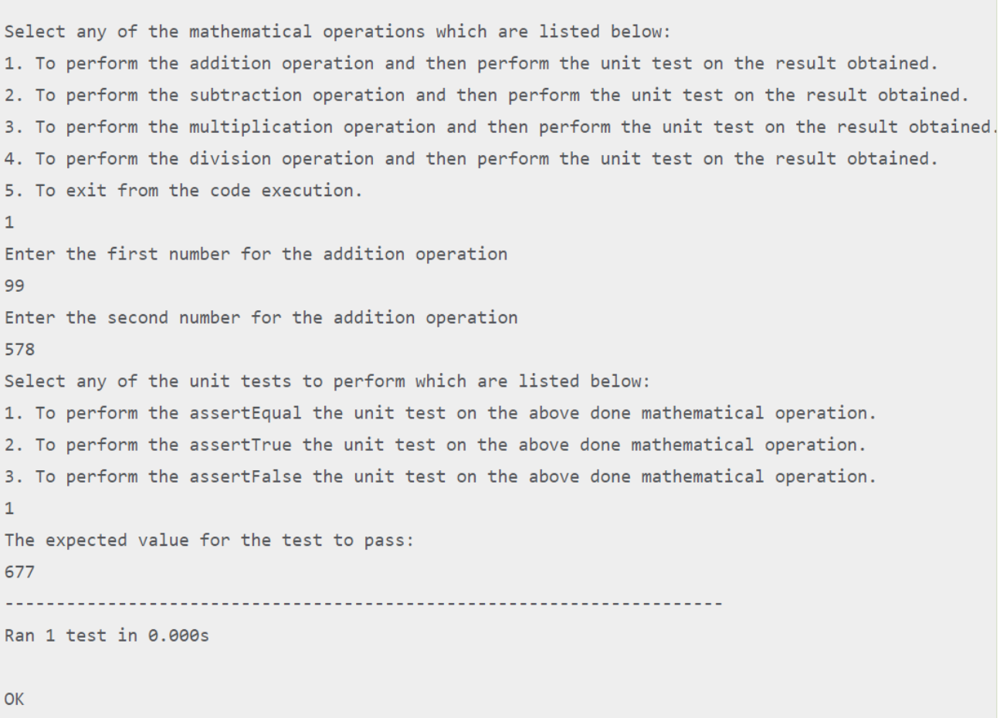 Select any of the mathematical operations which are listed below:
1. To perform the addition operation and then perform the unit test on the result obtained.
2. To perform the subtraction operation and then perform the unit test on the result obtained.
3. To perform the multiplication operation and then perform the unit test on the result obtained.
4. To perform the division operation and then perform the unit test on the result obtained.
5. To exit from the code execution.
1
Enter the first number for the addition operation
99
Enter the second number for the addition operation
578
Select any of the unit tests to perform which are listed below:
1. To perform the assertEqual the unit test on the above done mathematical operation.
2. To perform the assertTrue the unit test on the above done mathematical operation.
3. To perform the assertFalse the unit test on the above done mathematical operation.
1
The expected value for the test to pass:
677
----------------------------------------------------------------------
Ran 1 test in 0.000s
OK